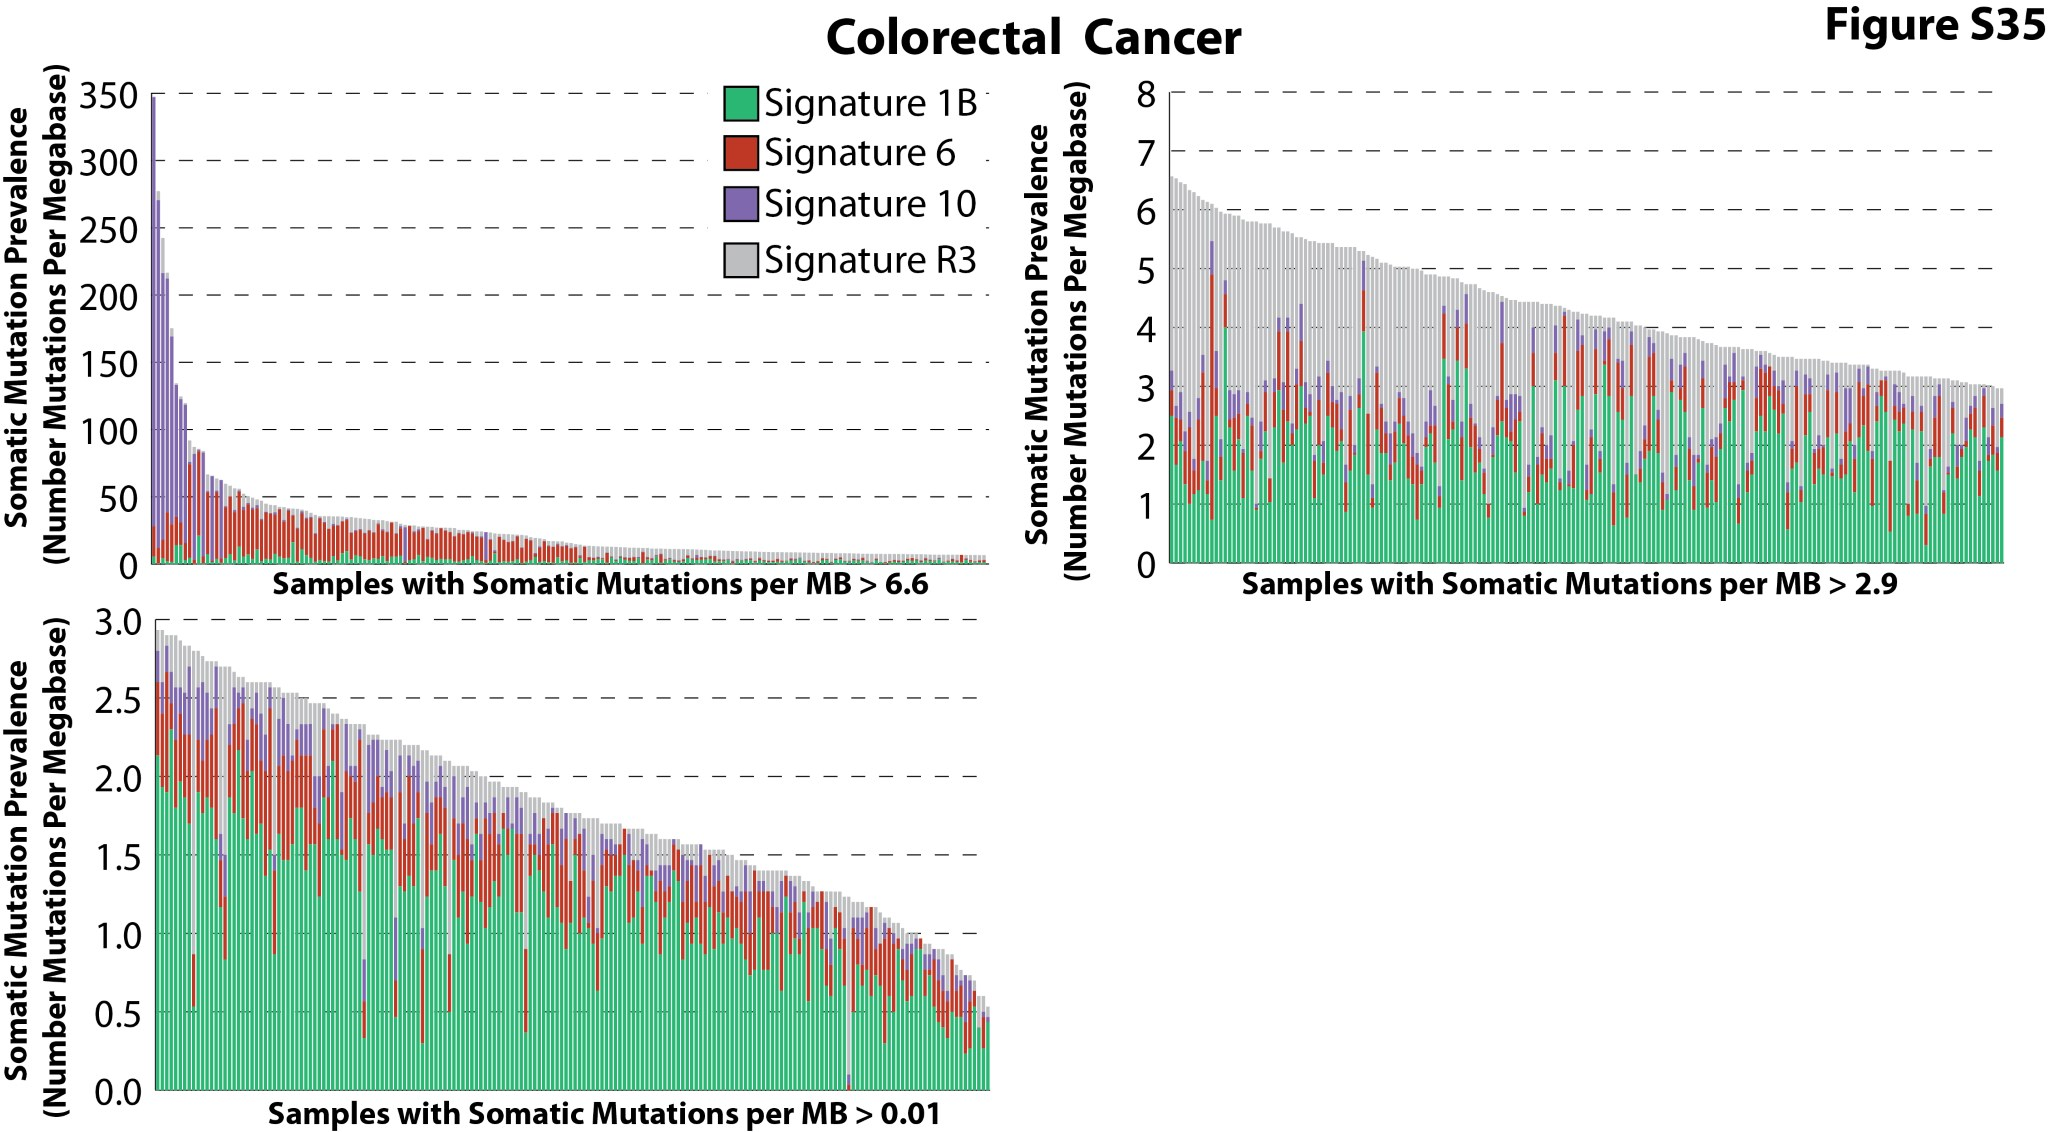 Colorectal Cancer
Figure S35
Somatic Mutation Prevalence
(Number Mutations Per Megabase)
350
300
250
200
150
100
50
0
Signature 1B
Signature 6
Signature 10
Signature R3
Samples with Somatic Mutations per MB > 6.6
Somatic Mutation Prevalence
(Number Mutations Per Megabase)
8
7
6
5
4
3
2
1
0
Samples with Somatic Mutations per MB > 2.9
Somatic Mutation Prevalence
(Number Mutations Per Megabase)
3.0
2.5
2.0
1.5
1.0
0.5
0.0
Samples with Somatic Mutations per MB > 0.01